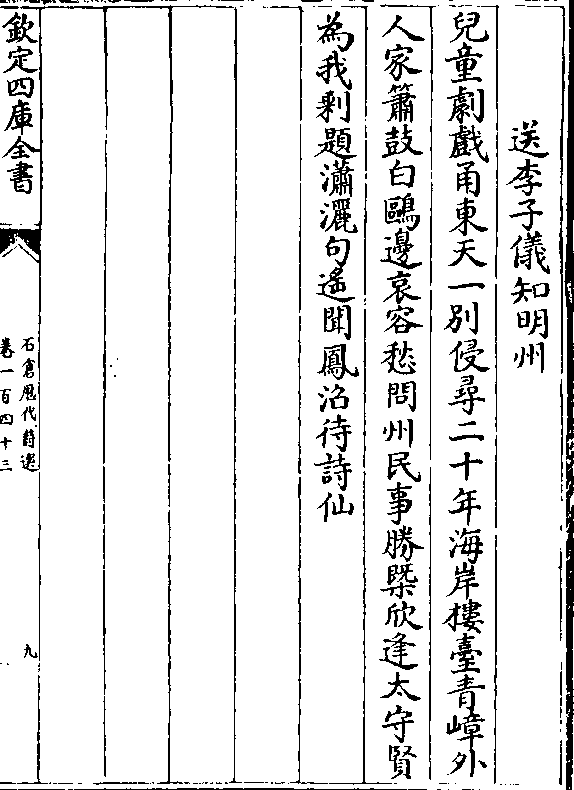 送李子儀知明州
兒童劇戲甬東天一别侵尋二十年海岸樓臺青嶂外
人家簫鼓白鷗邊哀容愁問州民事勝槩欣逢太守賢
為我剰題瀟灑句遙聞鳳沼待詩仙
欽定四庫全書
石倉歴代詩選
卷一百四十三
九